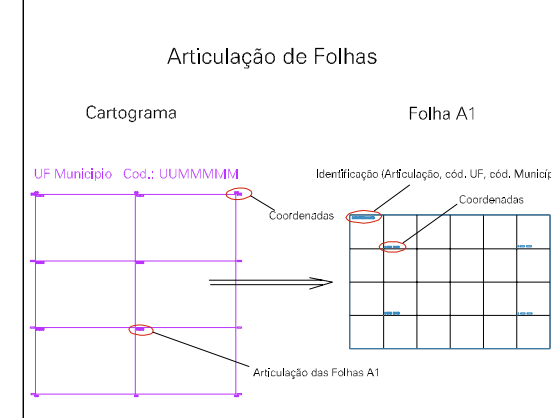 Articulação de Folhas
Cartograma
Folha A1
UF Municipio Cod.: UUMMMMM
Identificação (Articulação, cód. UF, cód. Municíp
Coordenadas
Coordenadas
Articulação das Folhas A1